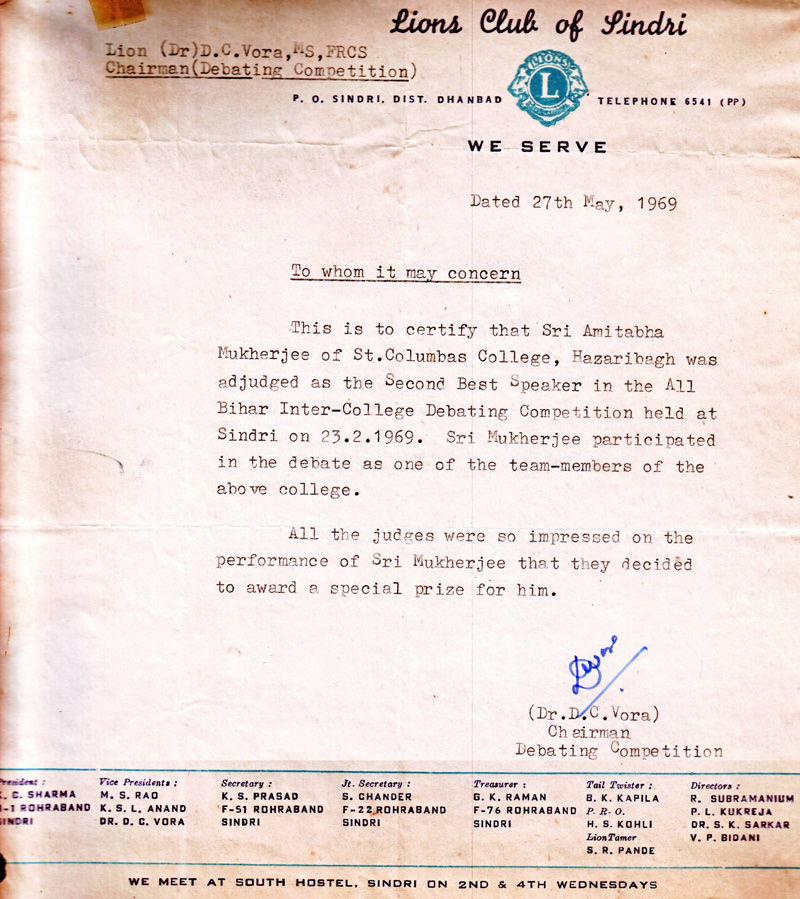 Lions Club of Sindri
Lion (Dr)D.C.Vora,MS,FRCS
Chairman(Debating Competition)
LIONS
L
P. O. SINDRI, DIST. DHANBAD
TELEPHONE 6541 (PP)
WE SERVE
Dated 27th May, 1969
To whom it may concern
This is to certify that Sri Amitabha
Mukherjee of St.Columbas College, Hazaribagh was
adjudged as the Second Best Speaker in the All
Bihar Inter-College Debating Competition held at
Sindri on 23.2.1969. Sri Mukherjee participated
in the debate as one of the team-members of the
above college.
All the judges were so impressed on the
performance of Sri Mukherjee that they decided
to award a special prize for him.
(Dr.D.C.Vora)
Chairman
Debating Competition
President :
C. SHARMA
-1 ROHRABAND
SINDRI
Vice Presidents :
M. S. RAO
K. S. L. ANAND
DR. D. C. VORA
Secretary :
K. S. PRASAD
F-51 ROHRABAND
SINDRI
Jt. Secretary :
S. CHANDER
F-22 ROHRABAND
SINDRI
Treasurer :
G. K. RAMAN
F-76 ROHRABAND
SINDRI
Tail Twister :
B. K. KAPILA
P. R. O.
H. S. KOHLI
Lion Tamer
S. R. PANDE
Directors :
R. SUBRAMANIUM
P. L. KUKREJA
DR. S. K. SARKAR
V. P. BIDANI
WE MEET AT SOUTH HOSTEL, SINDRI ON 2ND & 4TH WEDNESDAYS